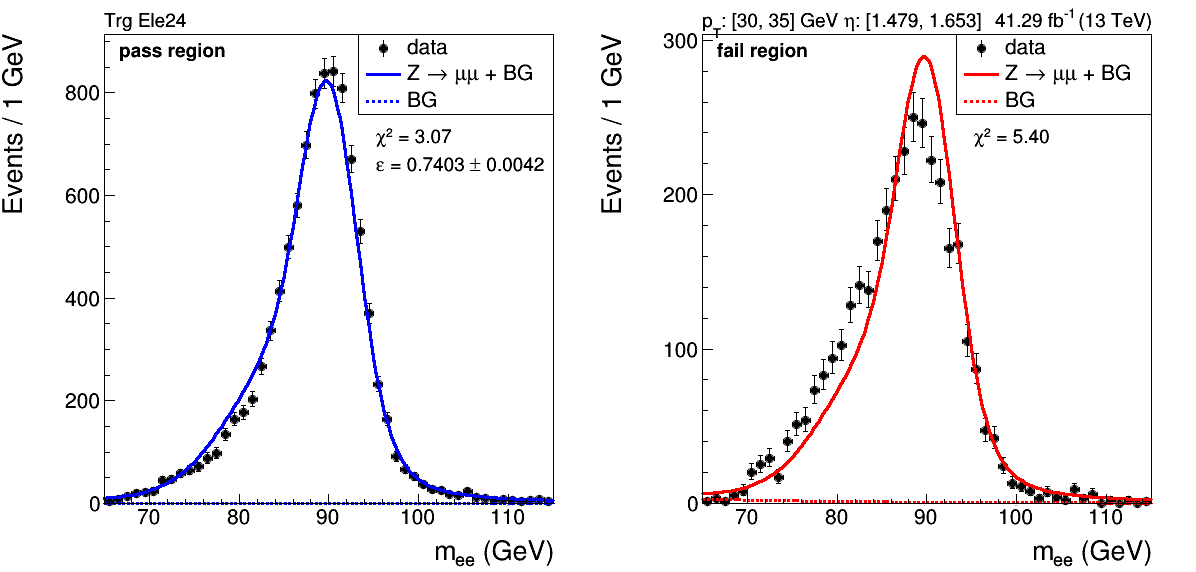 Trg Ele24
pass region
data
Z → μμ + BG
BG
χ² = 3.07
ε = 0.7403 ± 0.0042
Events / 1 GeV
800
600
400
200
0
70 80 90 100 110
m_ee (GeV)
p_T: [30, 35] GeV η: [1.479, 1.653] 41.29 fb⁻¹ (13 TeV)
fail region
data
Z → μμ + BG
BG
χ² = 5.40
Events / 1 GeV
300
200
100
0
70 80 90 100 110
m_ee (GeV)